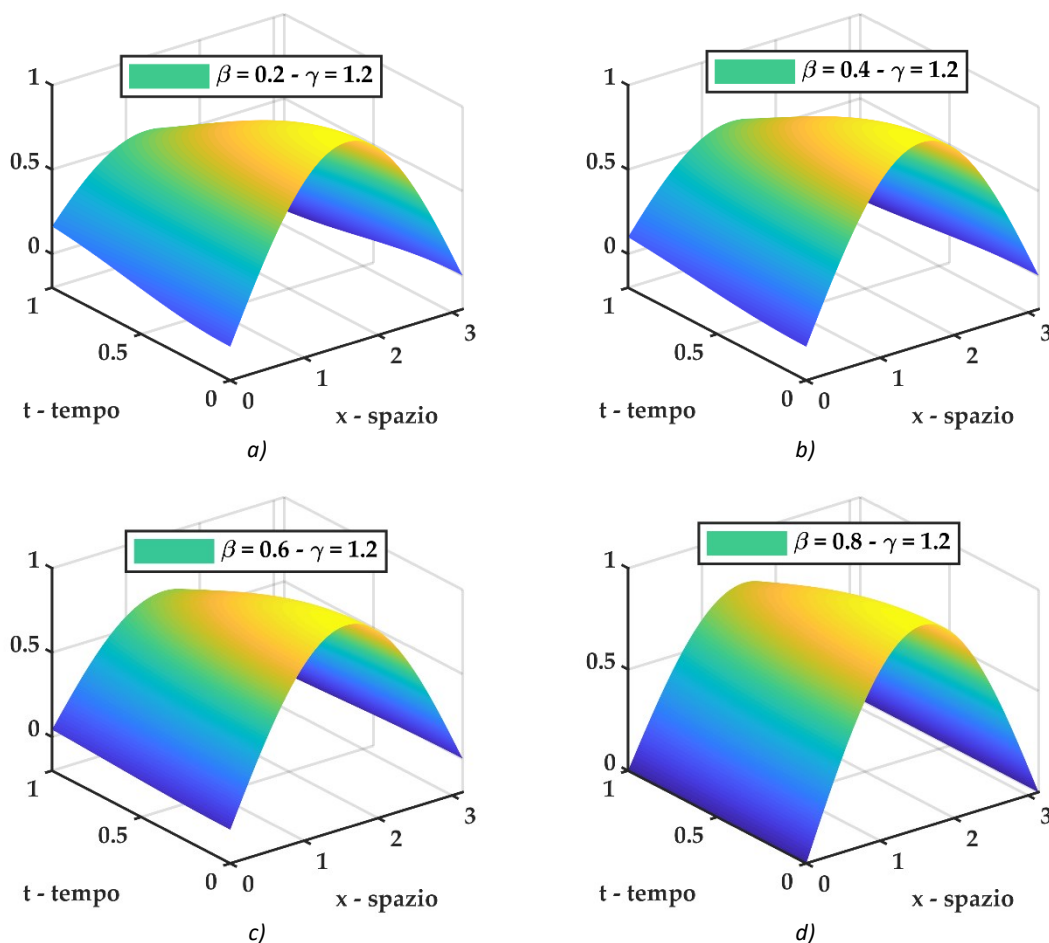 β = 0.2 - γ = 1.2
1
0.5
0
1
0.5
0
0
1
2
3
t - tempo
x - spazio
a)
β = 0.4 - γ = 1.2
1
0.5
0
1
0.5
0
0
1
2
3
t - tempo
x - spazio
b)
β = 0.6 - γ = 1.2
1
0.5
0
1
0.5
0
0
1
2
3
t - tempo
x - spazio
c)
β = 0.8 - γ = 1.2
1
0.5
0
1
0.5
0
0
1
2
3
t - tempo
x - spazio
d)